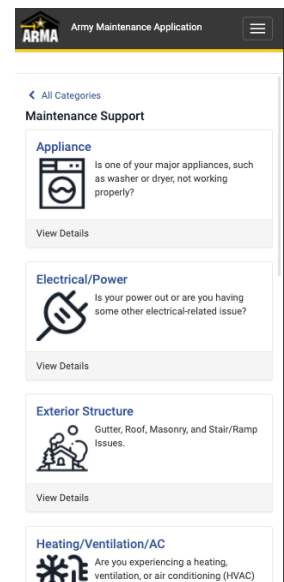 ARMA
Army Maintenance Application
All Categories
Maintenance Support
Appliance
Is one of your major appliances, such
as washer or dryer, not working
properly?
View Details
Electrical/Power
Is your power out or are you having
some other electrical-related issue?
View Details
Exterior Structure
Gutter, Roof, Masonry, and Stair/Ramp
Issues.
View Details
Heating/Ventilation/AC
Are you experiencing a heating,
ventilation, or air conditioning (HVAC)